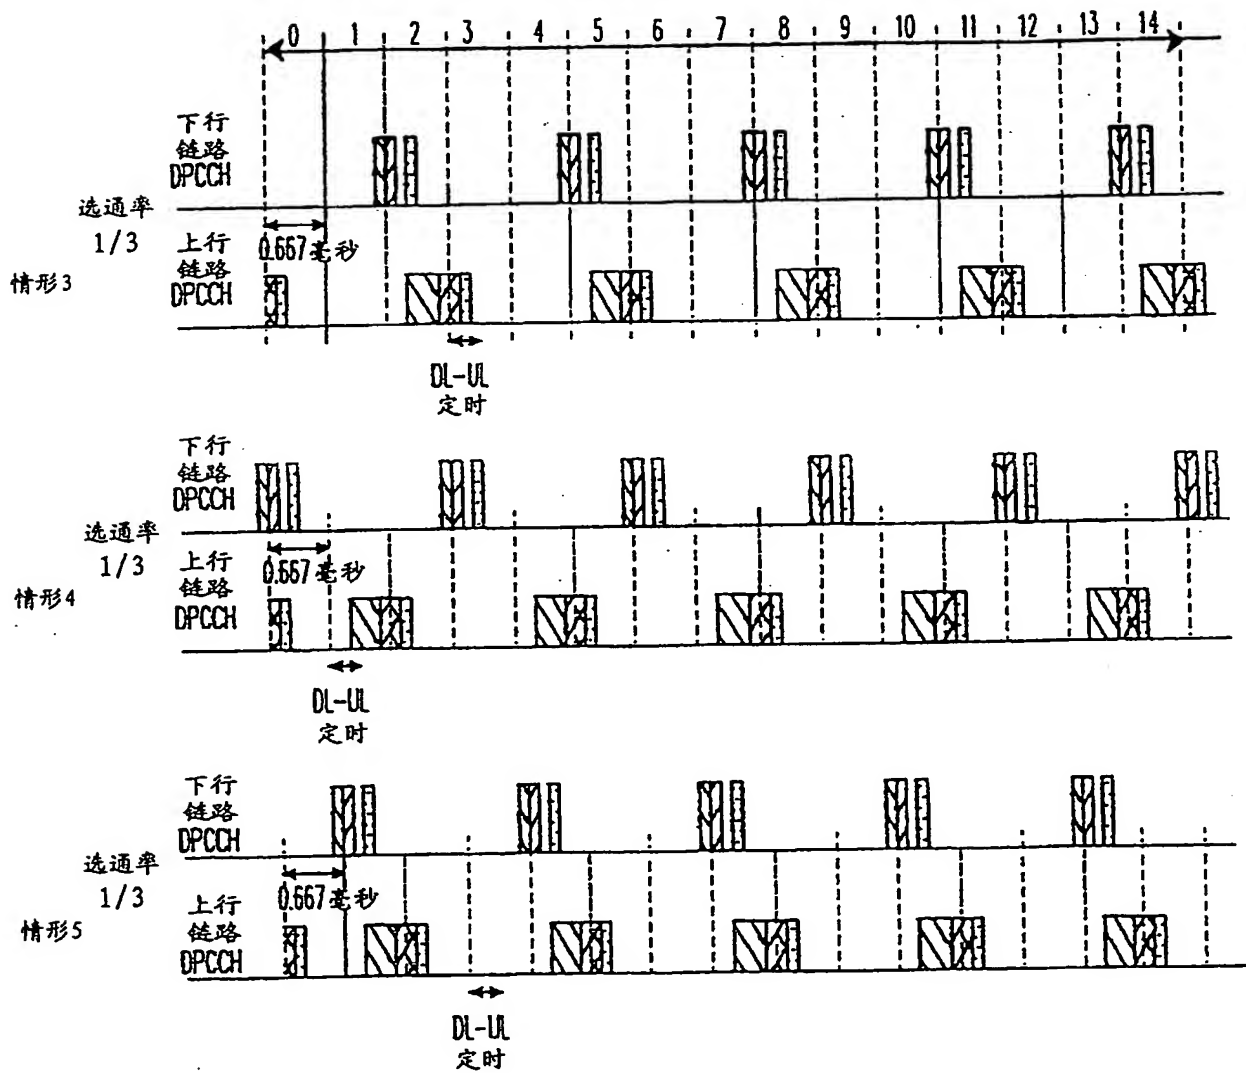 0 1 2 3 4 5 6 7 8 9 10 11 12 13 14
下行
链路
DPCCH
选通率
1/3
上行
链路
DPCCH
0.667毫秒
情形3
DL-UL
定时
下行
链路
DPCCH
选通率
1/3
上行
链路
DPCCH
0.667毫秒
情形4
DL-UL
定时
下行
链路
DPCCH
选通率
1/3
上行
链路
DPCCH
0.667毫秒
情形5
DL-UL
定时